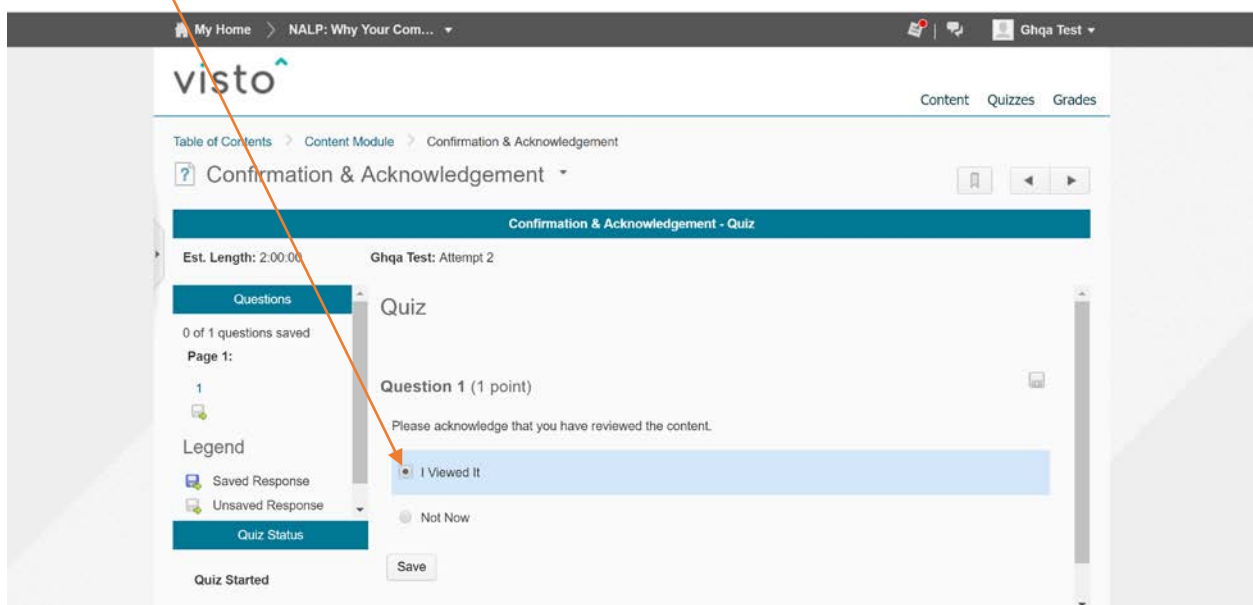 My Home > NALP: Why Your Com...
Ghqa Test
visto
Content Quizzes Grades
Table of Contents > Content Module > Confirmation & Acknowledgement
? Confirmation & Acknowledgement
Confirmation & Acknowledgement - Quiz
Est. Length: 2:00:00 Ghqa Test: Attempt 2
Questions
0 of 1 questions saved
Page 1:
1
Legend
Saved Response
Unsaved Response
Quiz Status
Quiz Started
Quiz
Question 1 (1 point)
Please acknowledge that you have reviewed the content.
I Viewed It
Not Now
Save